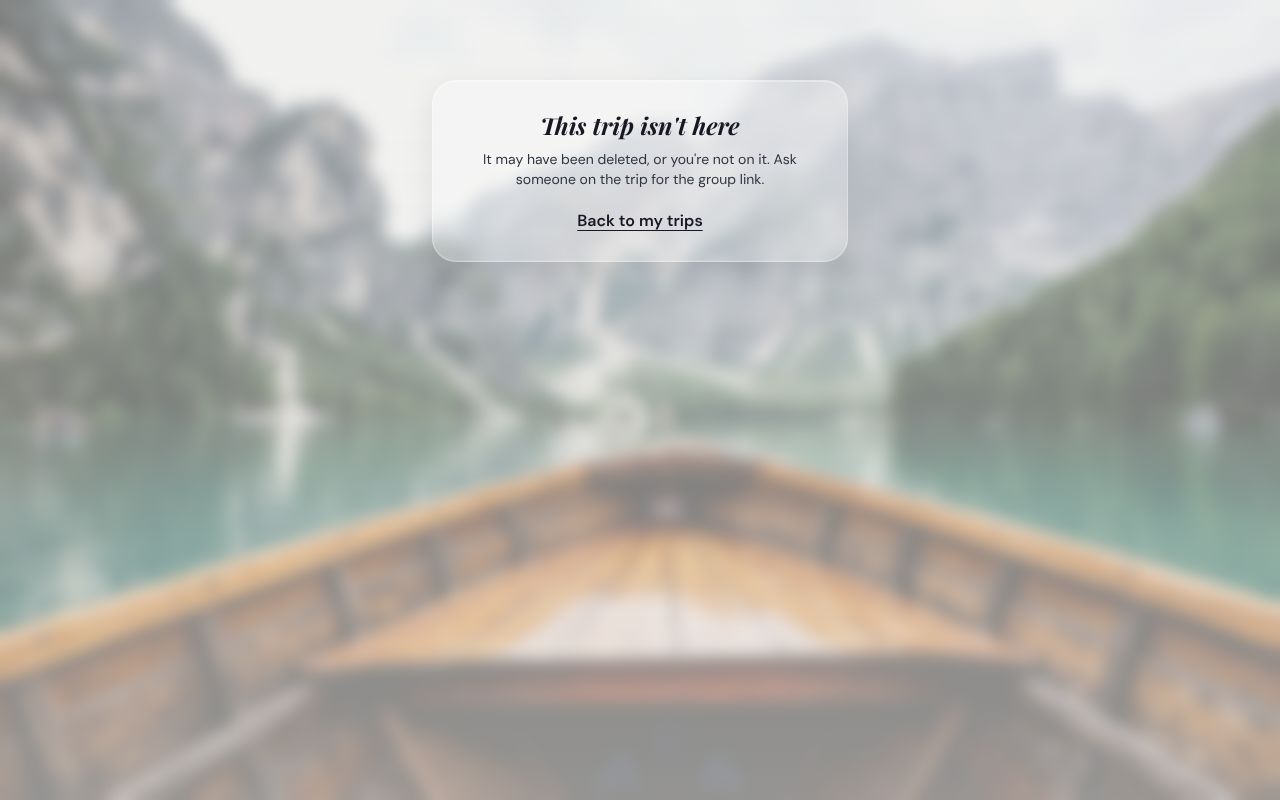 This trip isn't here
It may have been deleted, or you're not on it. Ask
someone on the trip for the group link.
Back to my trips